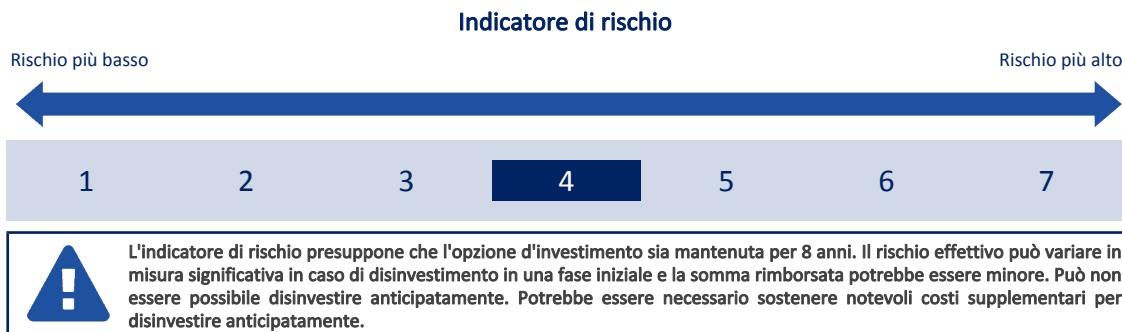 Indicatore di rischio
Rischio più basso
Rischio più alto
1 2 3 4 5 6 7
L'indicatore di rischio presuppone che l'opzione d'investimento sia mantenuta per 8 anni. Il rischio effettivo può variare in
misura significativa in caso di disinvestimento in una fase iniziale e la somma rimborsata potrebbe essere minore. Può non
essere possibile disinvestire anticipatamente. Potrebbe essere necessario sostenere notevoli costi supplementari per
disinvestire anticipatamente.